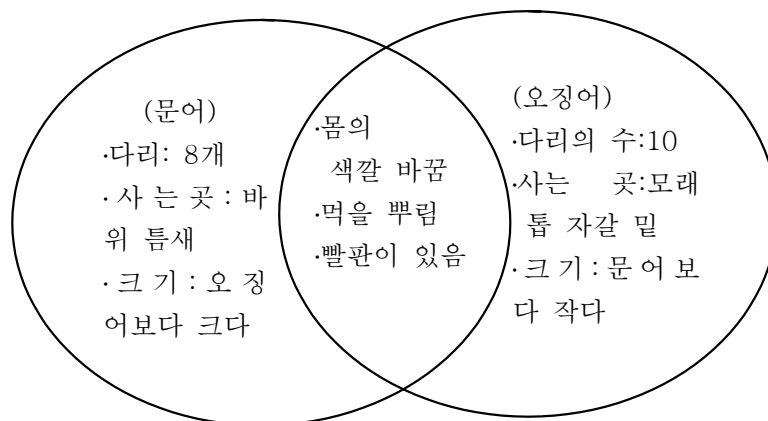 (문어)
·다리: 8개
·사 는 곳 : 바
위 틈새
·크 기 : 오 징
어보다 크다
·몸의
색깔 바꿈
·먹을 뿌림
·빨판이 있음
(오징어)
·다리의 수:10
·사는 곳:모래
톱 자갈 밑
·크 기 : 문 어 보
다 작다